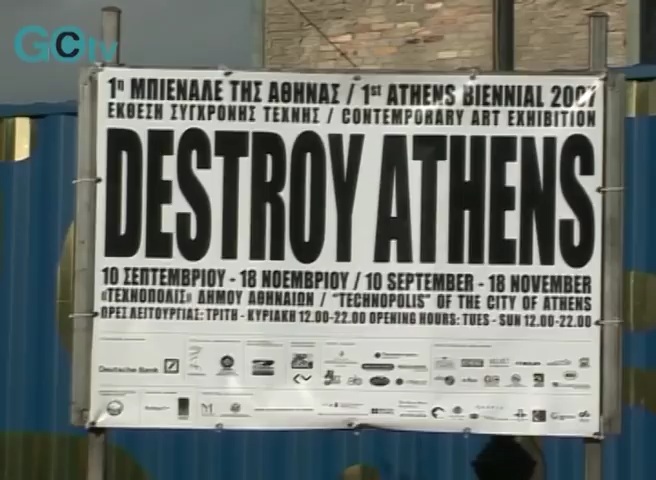 GCtv
1η ΜΠΙΕΝΑΛΕ ΤΗΣ ΑΘΗΝΑΣ / 1st ATHENS BIENNIAL 2007
ΕΚΘΕΣΗ ΣΥΓΧΡΟΝΗΣ ΤΕΧΝΗΣ / CONTEMPORARY ART EXHIBITION
DESTROY ATHENS
10 ΣΕΠΤΕΜΒΡΙΟΥ - 18 ΝΟΕΜΒΡΙΟΥ / 10 SEPTEMBER - 18 NOVEMBER
«ΤΕΧΝΟΠΟΛΙΣ» ΔΗΜΟΥ ΑΘΗΝΑΙΩΝ / "TECHNOPOLIS" OF THE CITY OF ATHENS
ΩΡΕΣ ΛΕΙΤΟΥΡΓΙΑΣ: ΤΡΙΤΗ - ΚΥΡΙΑΚΗ 12.00-22.00 OPENING HOURS: TUES - SUN 12.00-22.00
Deutsche Bank